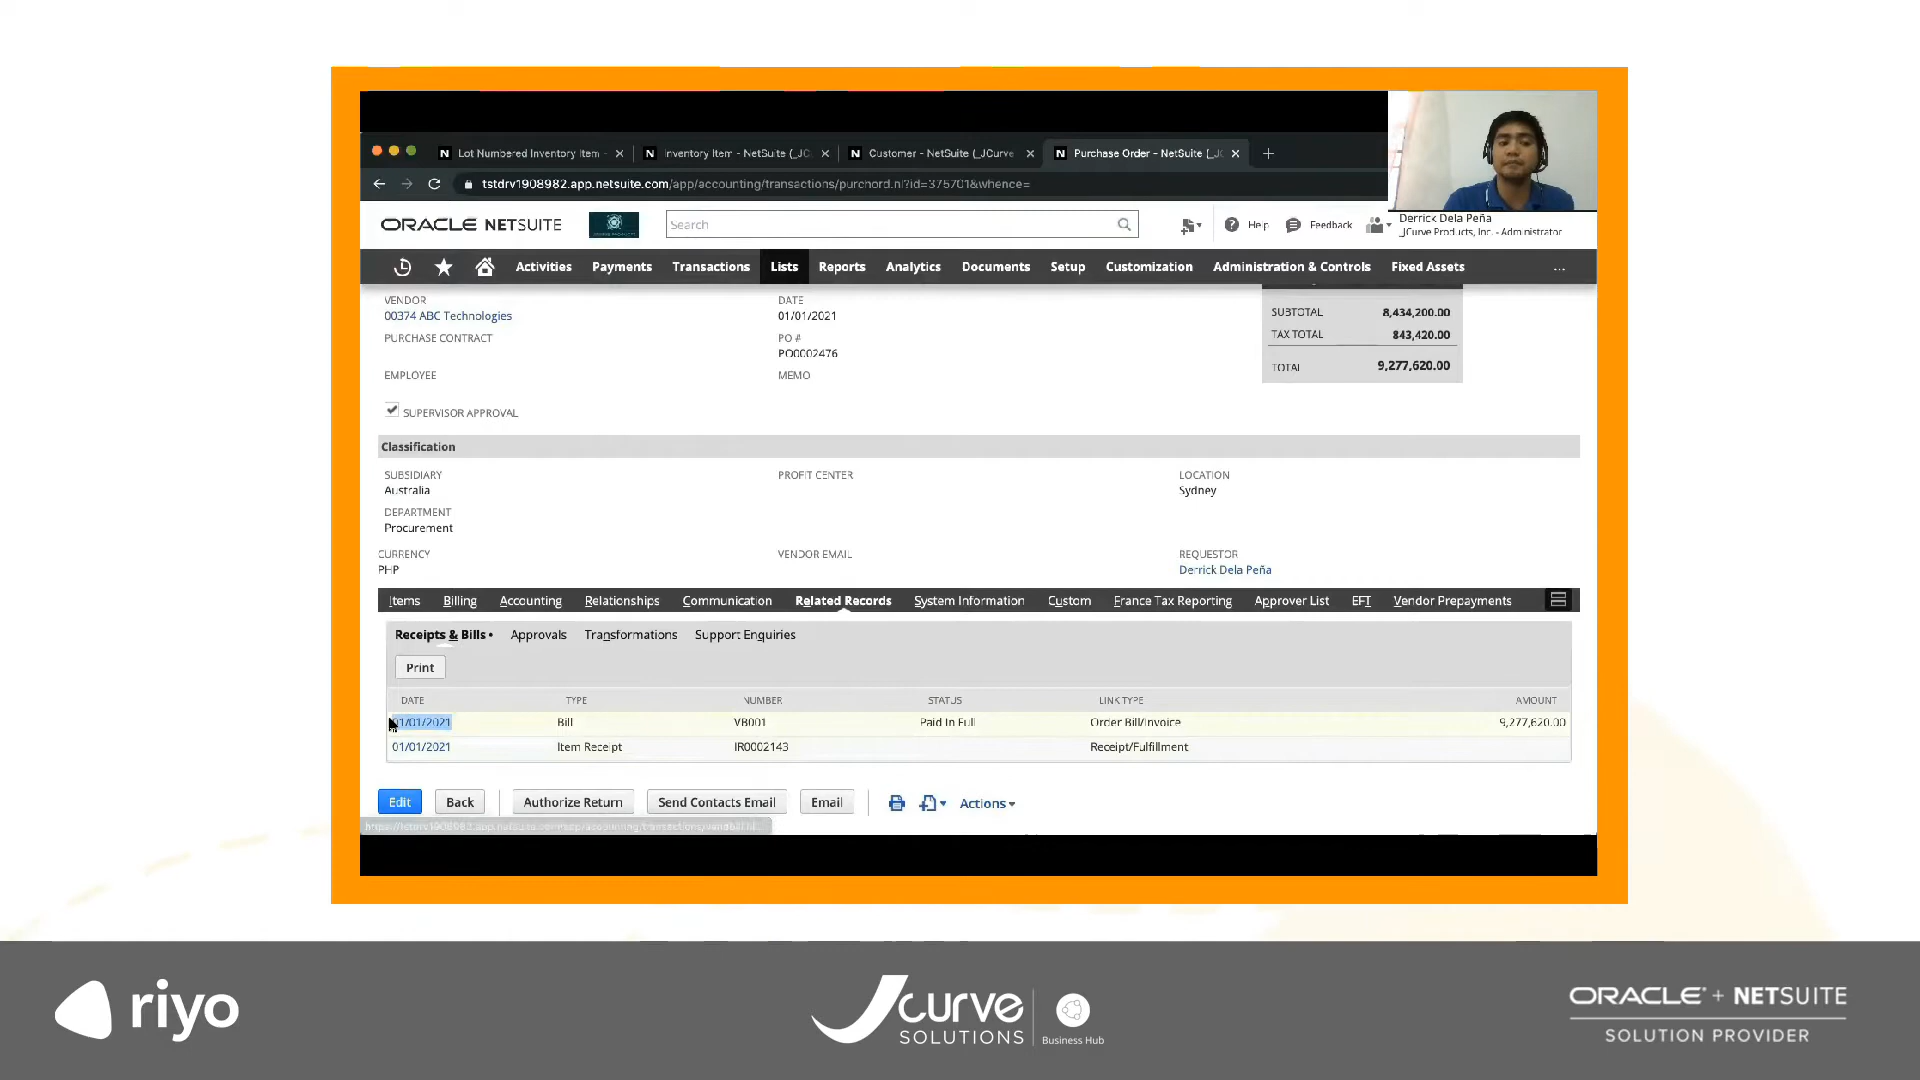 Lot Numbered Inventory Item -
Inventory Item - NetSuite (_JC
Customer - NetSuite (_JCurve
Purchase Order - NetSuite (_JC
tstdrv1908982.app.netsuite.com/app/accounting/transactions/purchord.nl?id=375701&whence=
ORACLE NETSUITE
Search
Help
Feedback
Derrick Dela Peña
_JCurve Products, Inc. - Administrator
Activities Payments Transactions Lists Reports Analytics Documents Setup Customization Administration & Controls Fixed Assets ...
VENDOR
00374 ABC Technologies
PURCHASE CONTRACT
EMPLOYEE
SUPERVISOR APPROVAL
DATE
01/01/2021
PO #
PO0002476
MEMO
SUBTOTAL 8,434,200.00
TAX TOTAL 843,420.00
TOTAL 9,277,620.00
Classification
SUBSIDIARY
Australia
DEPARTMENT
Procurement
PROFIT CENTER
LOCATION
Sydney
CURRENCY
PHP
VENDOR EMAIL
REQUESTOR
Derrick Dela Peña
Items Billing Accounting Relationships Communication Related Records System Information Custom France Tax Reporting Approver List EFT Vendor Prepayments
Receipts & Bills • Approvals Transformations Support Enquiries
Print
DATE TYPE NUMBER STATUS LINK TYPE AMOUNT
01/01/2021 Bill VB001 Paid In Full Order Bill/Invoice 9,277,620.00
01/01/2021 Item Receipt IR0002143 Receipt/Fulfillment
Edit Back Authorize Return Send Contacts Email Email Actions
riyo
Jcurve
SOLUTIONS
Business Hub
ORACLE + NETSUITE
SOLUTION PROVIDER